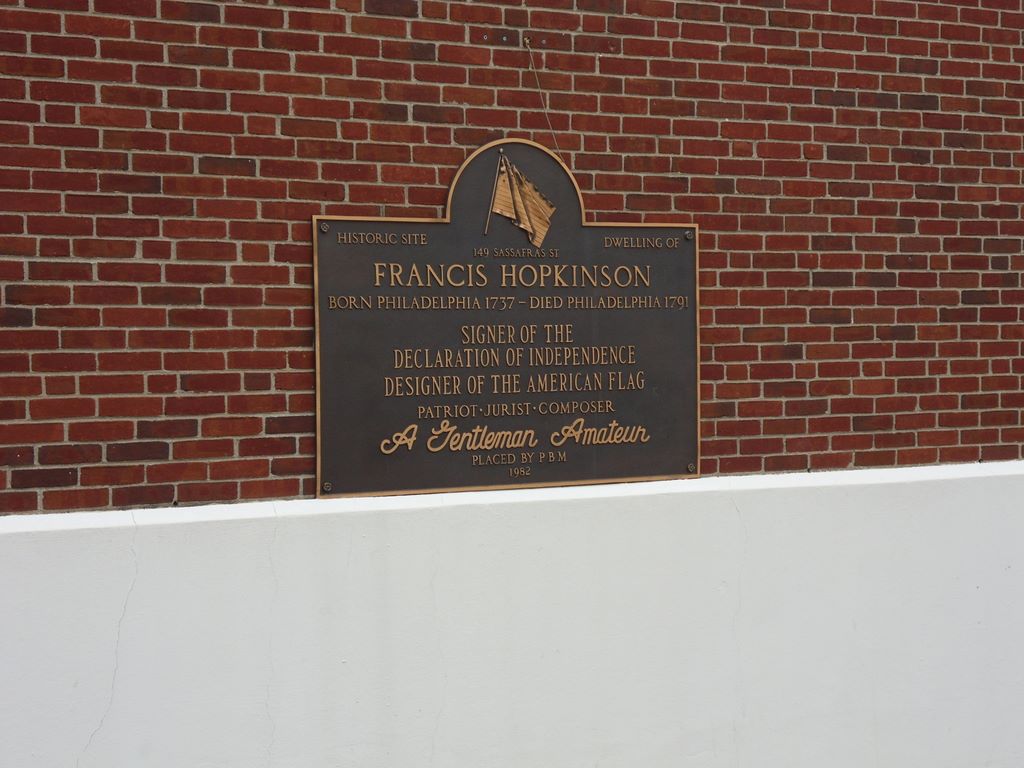 HISTORIC SITE
DWELLING OF
149 SASSAFRAS ST
FRANCIS HOPKINSON
BORN PHILADELPHIA 1737 – DIED PHILADELPHIA 1791
SIGNER OF THE
DECLARATION OF INDEPENDENCE
DESIGNER OF THE AMERICAN FLAG
PATRIOT · JURIST · COMPOSER
A Gentleman Amateur
PLACED BY P B M
1982